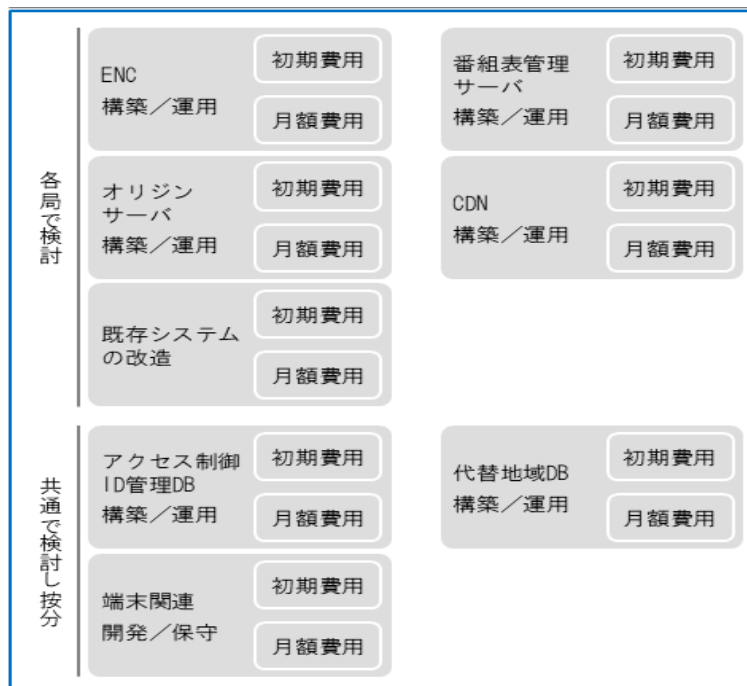 各局で検討
ENC
構築／運用
初期費用
月額費用
番組表管理
サーバ
構築／運用
初期費用
月額費用
オリジン
サーバ
構築／運用
初期費用
月額費用
CDN
構築／運用
初期費用
月額費用
既存システム
の改造
初期費用
月額費用
共通で検討し按分
アクセス制御
ID管理DB
構築／運用
初期費用
月額費用
代替地域DB
構築／運用
初期費用
月額費用
端末関連
開発／保守
初期費用
月額費用